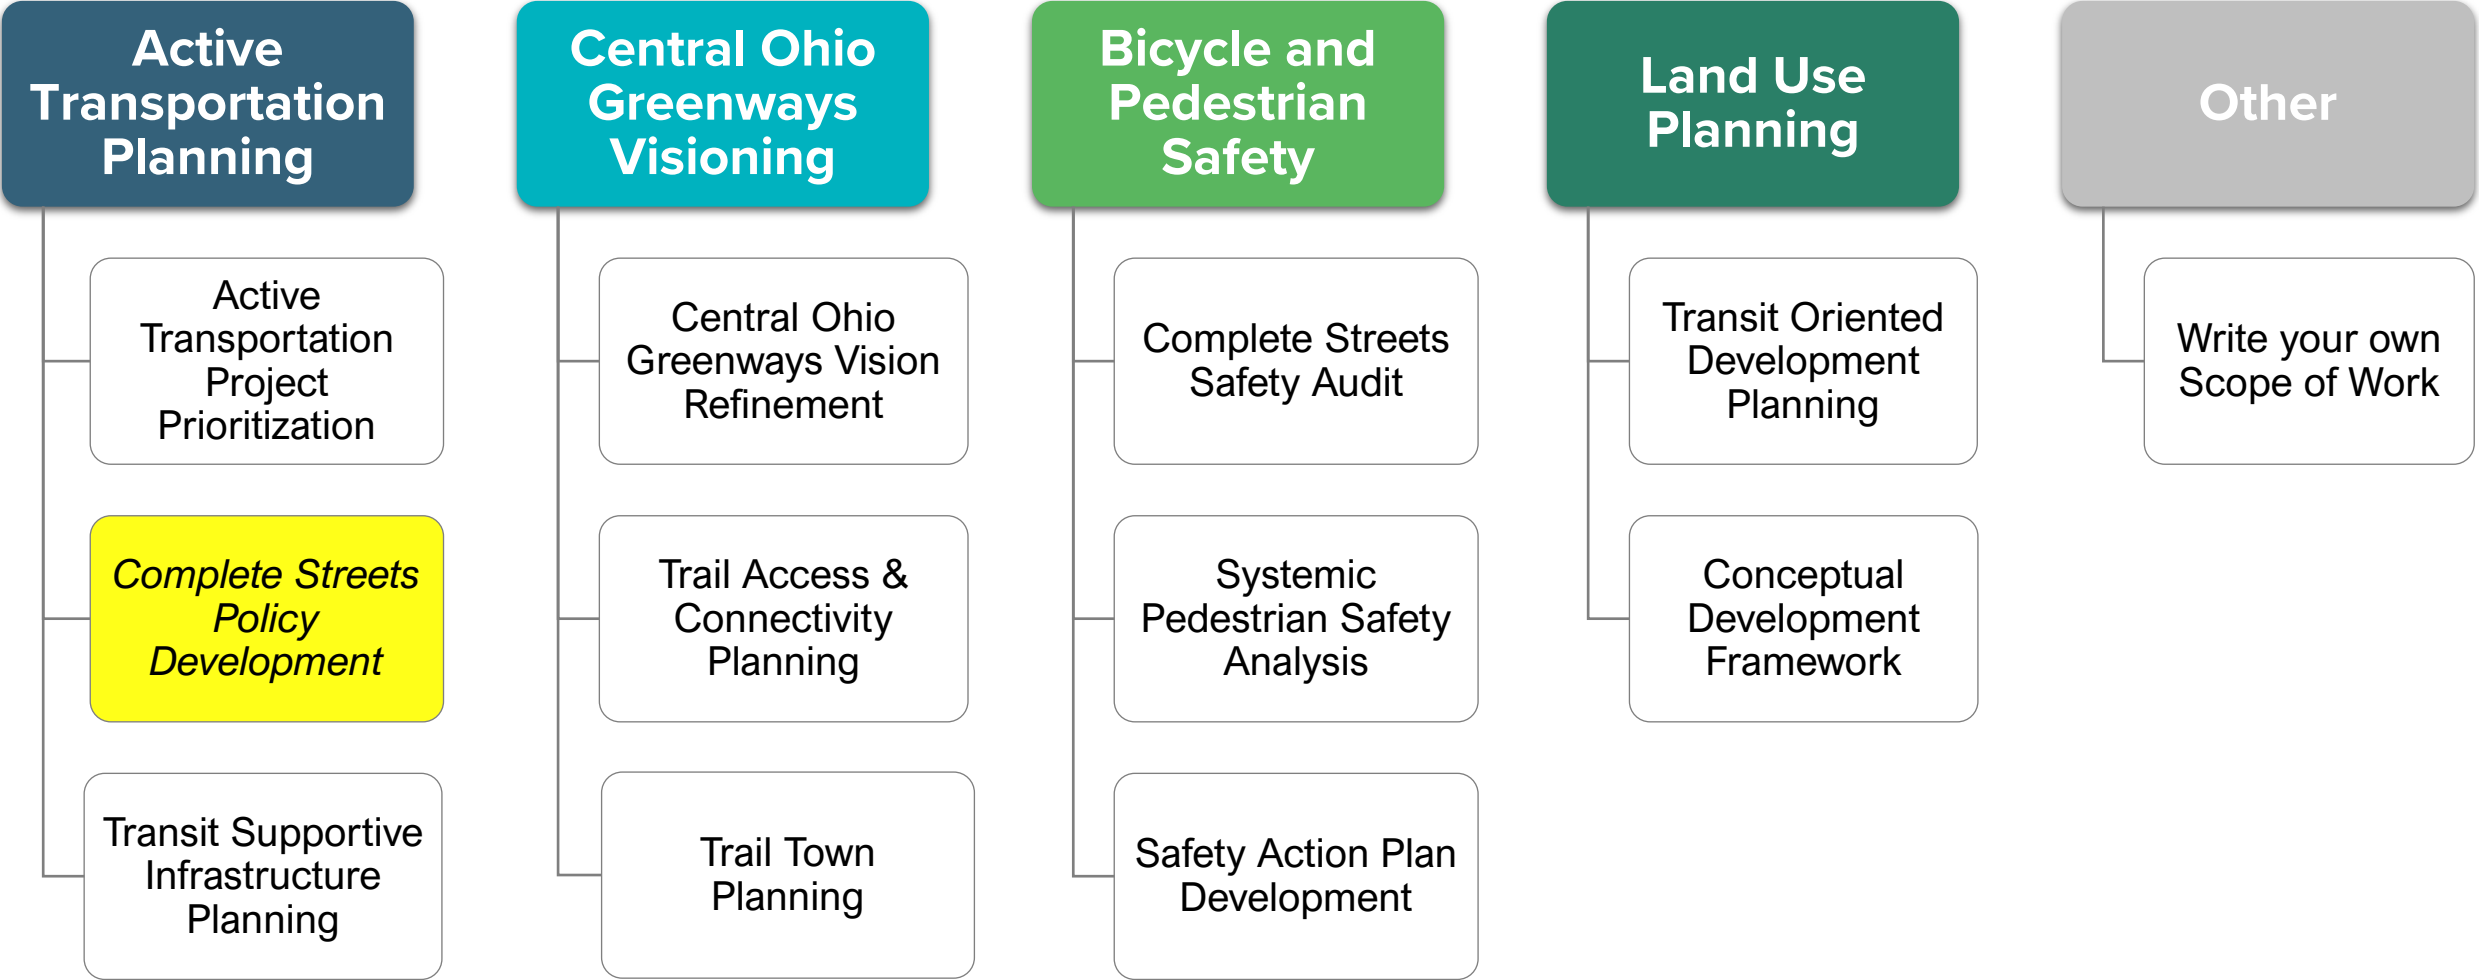 Active
Transportation
Planning
Active
Transportation
Project
Prioritization
Complete Streets
Policy
Development
Transit Supportive
Infrastructure
Planning
Central Ohio
Greenways
Visioning
Central Ohio
Greenways Vision
Refinement
Trail Access &
Connectivity
Planning
Trail Town
Planning
Bicycle and
Pedestrian
Safety
Complete Streets
Safety Audit
Systemic
Pedestrian Safety
Analysis
Safety Action Plan
Development
Land Use
Planning
Transit Oriented
Development
Planning
Conceptual
Development
Framework
Other
Write your own
Scope of Work